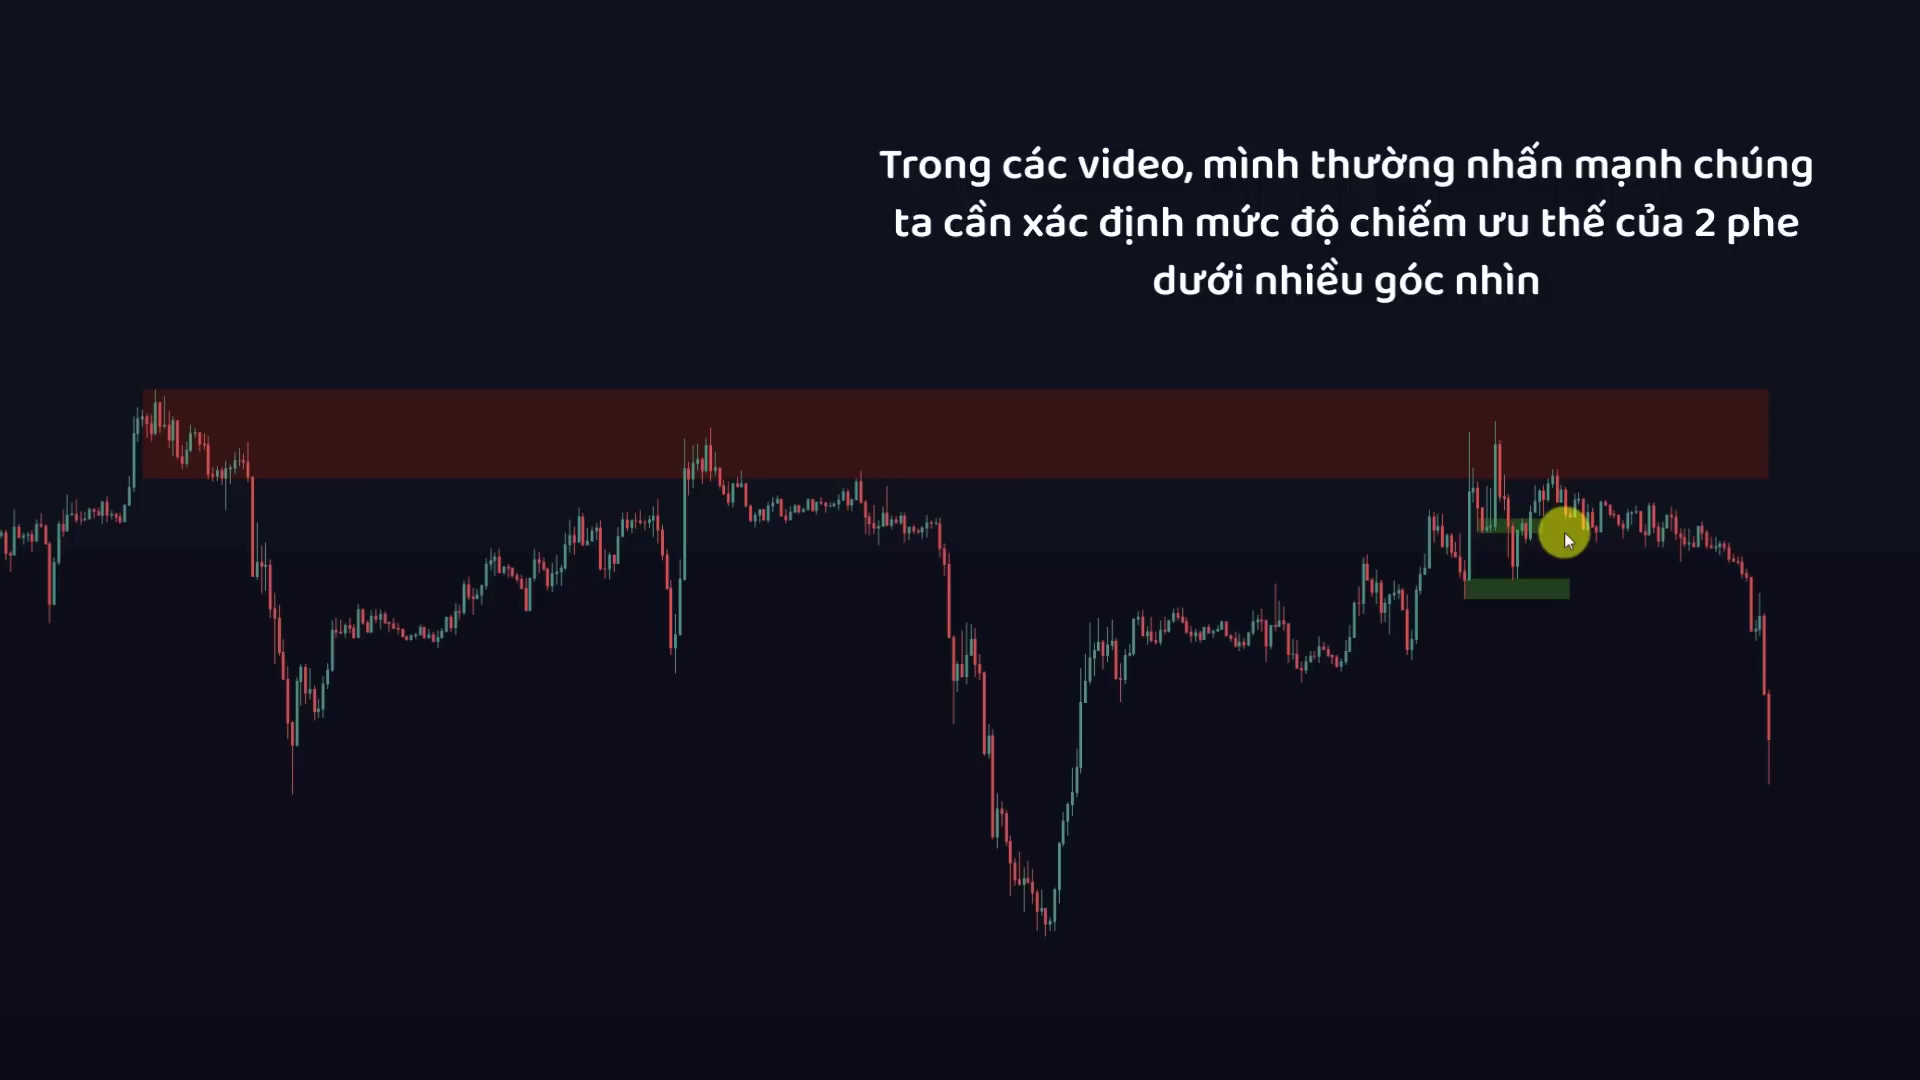 Trong các video, mình thường nhấn mạnh chúng
ta cần xác định mức độ chiếm ưu thế của 2 phe
dưới nhiều góc nhìn